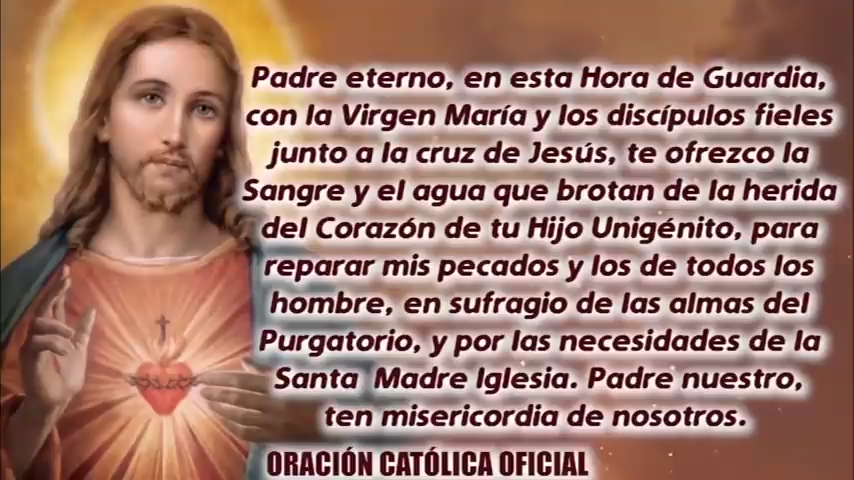 Padre eterno, en esta Hora de Guardia,
con la Virgen María y los discípulos fieles
junto a la cruz de Jesús, te ofrezco la
Sangre y el agua que brotan de la herida
del Corazón de tu Hijo Unigénito, para
reparar mis pecados y los de todos los
hombre, en sufragio de las almas del
Purgatorio, y por las necesidades de la
Santa Madre Iglesia. Padre nuestro,
ten misericordia de nosotros.
ORACIÓN CATÓLICA OFICIAL